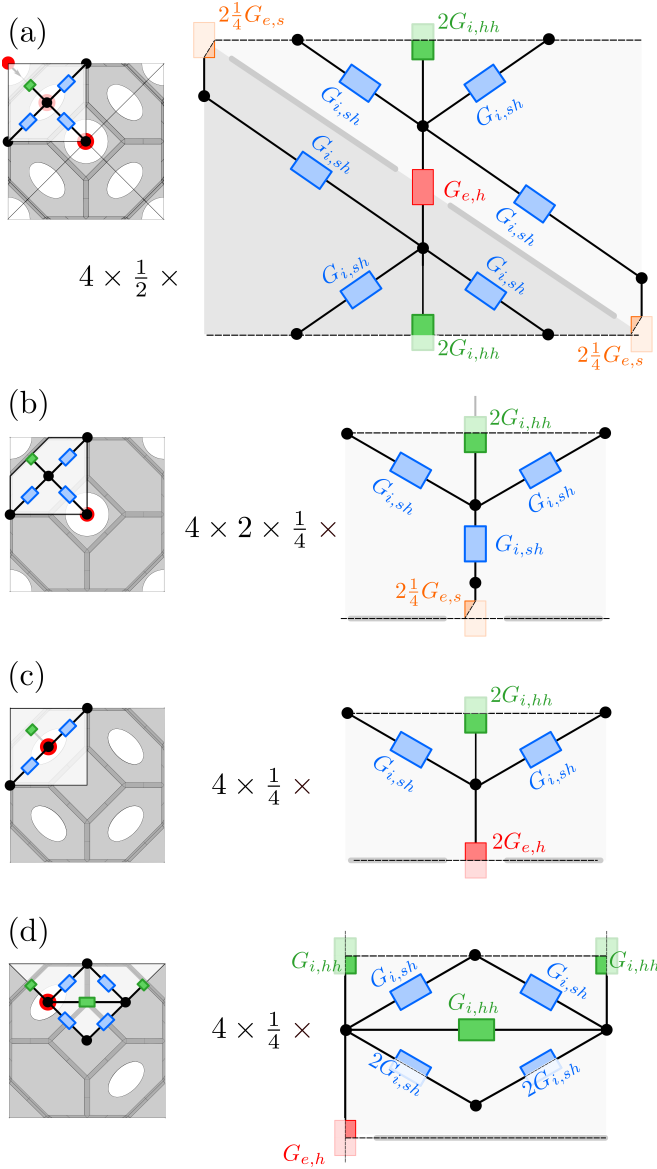 (a)
2¼G_{e,s}
2G_{i,hh}
G_{i,sh}
G_{i,sh}
G_{i,sh}
G_{e,h}
G_{i,sh}
4 × ½ ×
G_{i,sh}
G_{i,sh}
2G_{i,hh}
2¼G_{e,s}
(b)
2G_{i,hh}
G_{i,sh}
G_{i,sh}
4 × 2 × ¼ ×
G_{i,sh}
2¼G_{e,s}
(c)
2G_{i,hh}
G_{i,sh}
G_{i,sh}
4 × ¼ ×
2G_{e,h}
(d)
G_{i,hh}
G_{i,sh}
G_{i,sh}
G_{i,hh}
G_{i,hh}
4 × ¼ ×
2G_{i,sh}
2G_{i,sh}
G_{e,h}